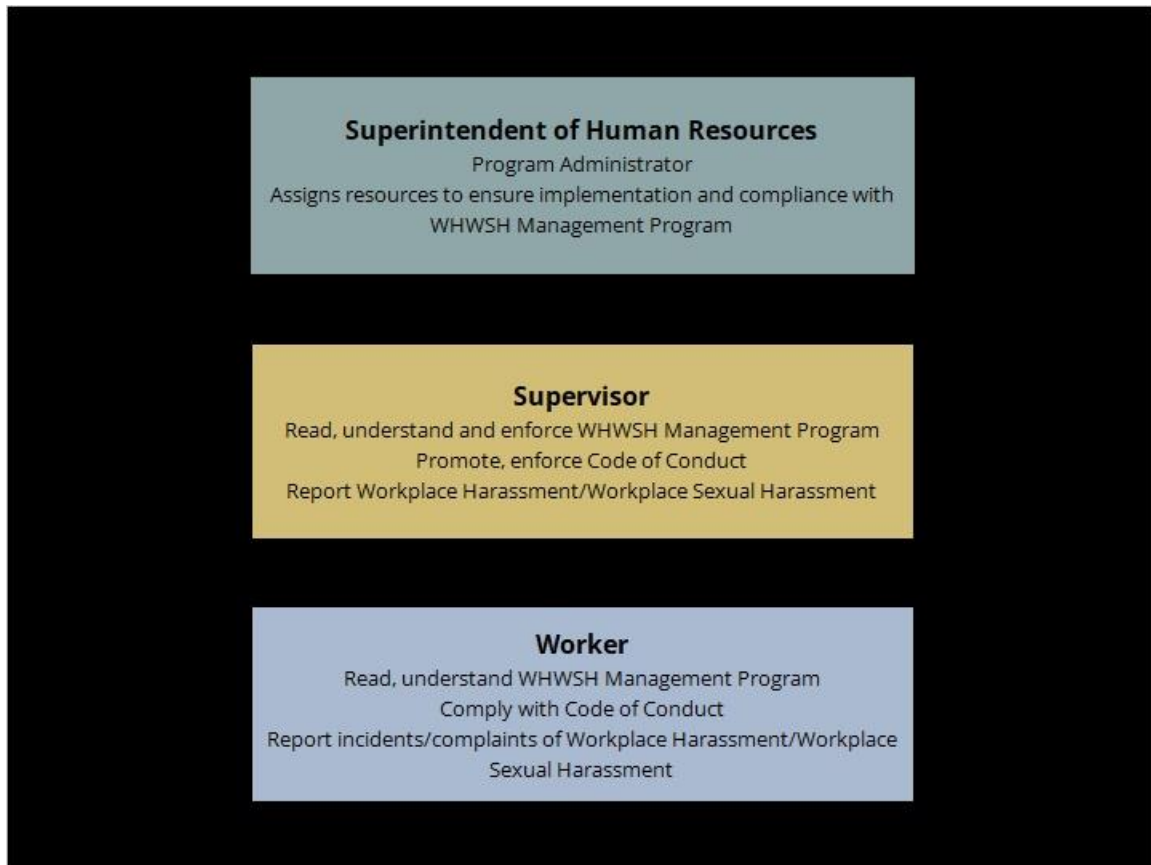 Superintendent of Human Resources
Program Administrator
Assigns resources to ensure implementation and compliance with
WHWSH Management Program
Supervisor
Read, understand and enforce WHWSH Management Program
Promote, enforce Code of Conduct
Report Workplace Harassment/Workplace Sexual Harassment
Worker
Read, understand WHWSH Management Program
Comply with Code of Conduct
Report incidents/complaints of Workplace Harassment/Workplace
Sexual Harassment